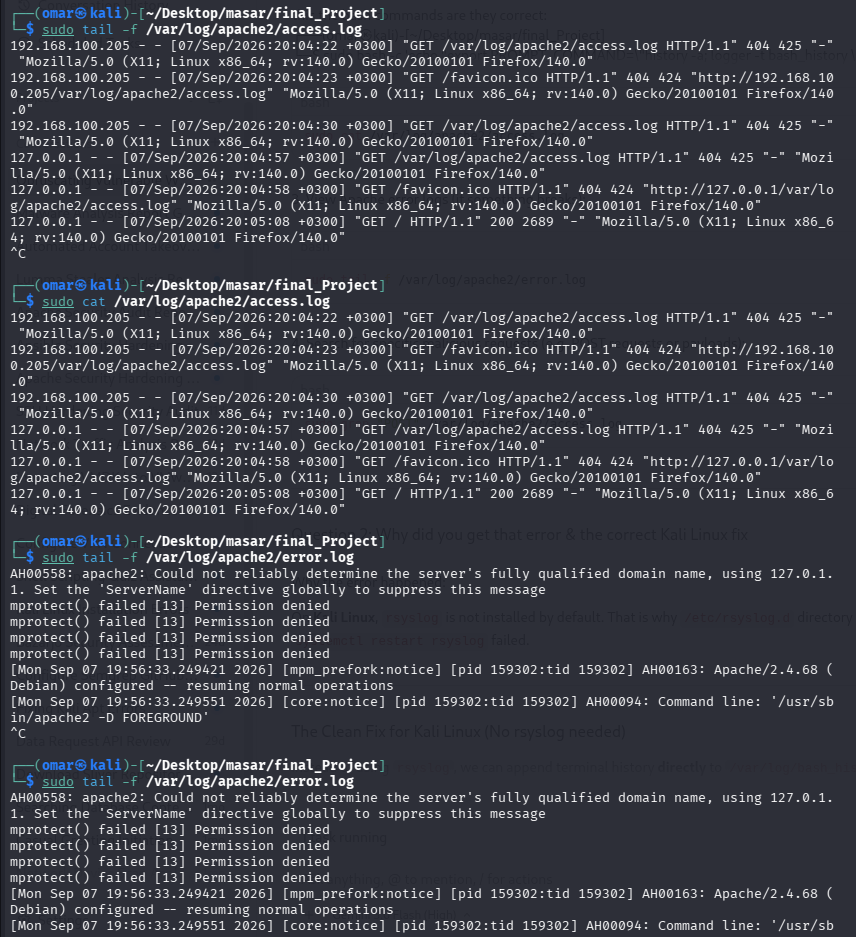 ┌──(omar㉿kali)-[~/Desktop/masar/final_Project]
└─$ sudo tail -f /var/log/apache2/access.log
192.168.100.205 - - [07/Sep/2026:20:04:22 +0300] "GET /var/log/apache2/access.log HTTP/1.1" 404 425 "-"
 "Mozilla/5.0 (X11; Linux x86_64; rv:140.0) Gecko/20100101 Firefox/140.0"
192.168.100.205 - - [07/Sep/2026:20:04:23 +0300] "GET /favicon.ico HTTP/1.1" 404 424 "http://192.168.10
0.205/var/log/apache2/access.log" "Mozilla/5.0 (X11; Linux x86_64; rv:140.0) Gecko/20100101 Firefox/140
.0"
192.168.100.205 - - [07/Sep/2026:20:04:30 +0300] "GET /var/log/apache2/access.log HTTP/1.1" 404 425 "-"
 "Mozilla/5.0 (X11; Linux x86_64; rv:140.0) Gecko/20100101 Firefox/140.0"
127.0.0.1 - - [07/Sep/2026:20:04:57 +0300] "GET /var/log/apache2/access.log HTTP/1.1" 404 425 "-" "Mozi
lla/5.0 (X11; Linux x86_64; rv:140.0) Gecko/20100101 Firefox/140.0"
127.0.0.1 - - [07/Sep/2026:20:04:58 +0300] "GET /favicon.ico HTTP/1.1" 404 424 "http://127.0.0.1/var/lo
g/apache2/access.log" "Mozilla/5.0 (X11; Linux x86_64; rv:140.0) Gecko/20100101 Firefox/140.0"
127.0.0.1 - - [07/Sep/2026:20:05:08 +0300] "GET / HTTP/1.1" 200 2689 "-" "Mozilla/5.0 (X11; Linux x86_6
4; rv:140.0) Gecko/20100101 Firefox/140.0"
^C
┌──(omar㉿kali)-[~/Desktop/masar/final_Project]
└─$ sudo cat /var/log/apache2/access.log
192.168.100.205 - - [07/Sep/2026:20:04:22 +0300] "GET /var/log/apache2/access.log HTTP/1.1" 404 425 "-"
 "Mozilla/5.0 (X11; Linux x86_64; rv:140.0) Gecko/20100101 Firefox/140.0"
192.168.100.205 - - [07/Sep/2026:20:04:23 +0300] "GET /favicon.ico HTTP/1.1" 404 424 "http://192.168.10
0.205/var/log/apache2/access.log" "Mozilla/5.0 (X11; Linux x86_64; rv:140.0) Gecko/20100101 Firefox/140
.0"
192.168.100.205 - - [07/Sep/2026:20:04:30 +0300] "GET /var/log/apache2/access.log HTTP/1.1" 404 425 "-"
 "Mozilla/5.0 (X11; Linux x86_64; rv:140.0) Gecko/20100101 Firefox/140.0"
127.0.0.1 - - [07/Sep/2026:20:04:57 +0300] "GET /var/log/apache2/access.log HTTP/1.1" 404 425 "-" "Mozi
lla/5.0 (X11; Linux x86_64; rv:140.0) Gecko/20100101 Firefox/140.0"
127.0.0.1 - - [07/Sep/2026:20:04:58 +0300] "GET /favicon.ico HTTP/1.1" 404 424 "http://127.0.0.1/var/lo
g/apache2/access.log" "Mozilla/5.0 (X11; Linux x86_64; rv:140.0) Gecko/20100101 Firefox/140.0"
127.0.0.1 - - [07/Sep/2026:20:05:08 +0300] "GET / HTTP/1.1" 200 2689 "-" "Mozilla/5.0 (X11; Linux x86_6
4; rv:140.0) Gecko/20100101 Firefox/140.0"
┌──(omar㉿kali)-[~/Desktop/masar/final_Project]
└─$ sudo tail -f /var/log/apache2/error.log
AH00558: apache2: Could not reliably determine the server's fully qualified domain name, using 127.0.1.
1. Set the 'ServerName' directive globally to suppress this message
mprotect() failed [13] Permission denied
mprotect() failed [13] Permission denied
mprotect() failed [13] Permission denied
mprotect() failed [13] Permission denied
[Mon Sep 07 19:56:33.249421 2026] [mpm_prefork:notice] [pid 159302:tid 159302] AH00163: Apache/2.4.68 (
Debian) configured -- resuming normal operations
[Mon Sep 07 19:56:33.249551 2026] [core:notice] [pid 159302:tid 159302] AH00094: Command line: '/usr/sb
in/apache2 -D FOREGROUND'
^C
┌──(omar㉿kali)-[~/Desktop/masar/final_Project]
└─$ sudo tail -f /var/log/apache2/error.log
AH00558: apache2: Could not reliably determine the server's fully qualified domain name, using 127.0.1.
1. Set the 'ServerName' directive globally to suppress this message
mprotect() failed [13] Permission denied
mprotect() failed [13] Permission denied
mprotect() failed [13] Permission denied
mprotect() failed [13] Permission denied
[Mon Sep 07 19:56:33.249421 2026] [mpm_prefork:notice] [pid 159302:tid 159302] AH00163: Apache/2.4.68 (
Debian) configured -- resuming normal operations
[Mon Sep 07 19:56:33.249551 2026] [core:notice] [pid 159302:tid 159302] AH00094: Command line: '/usr/sb